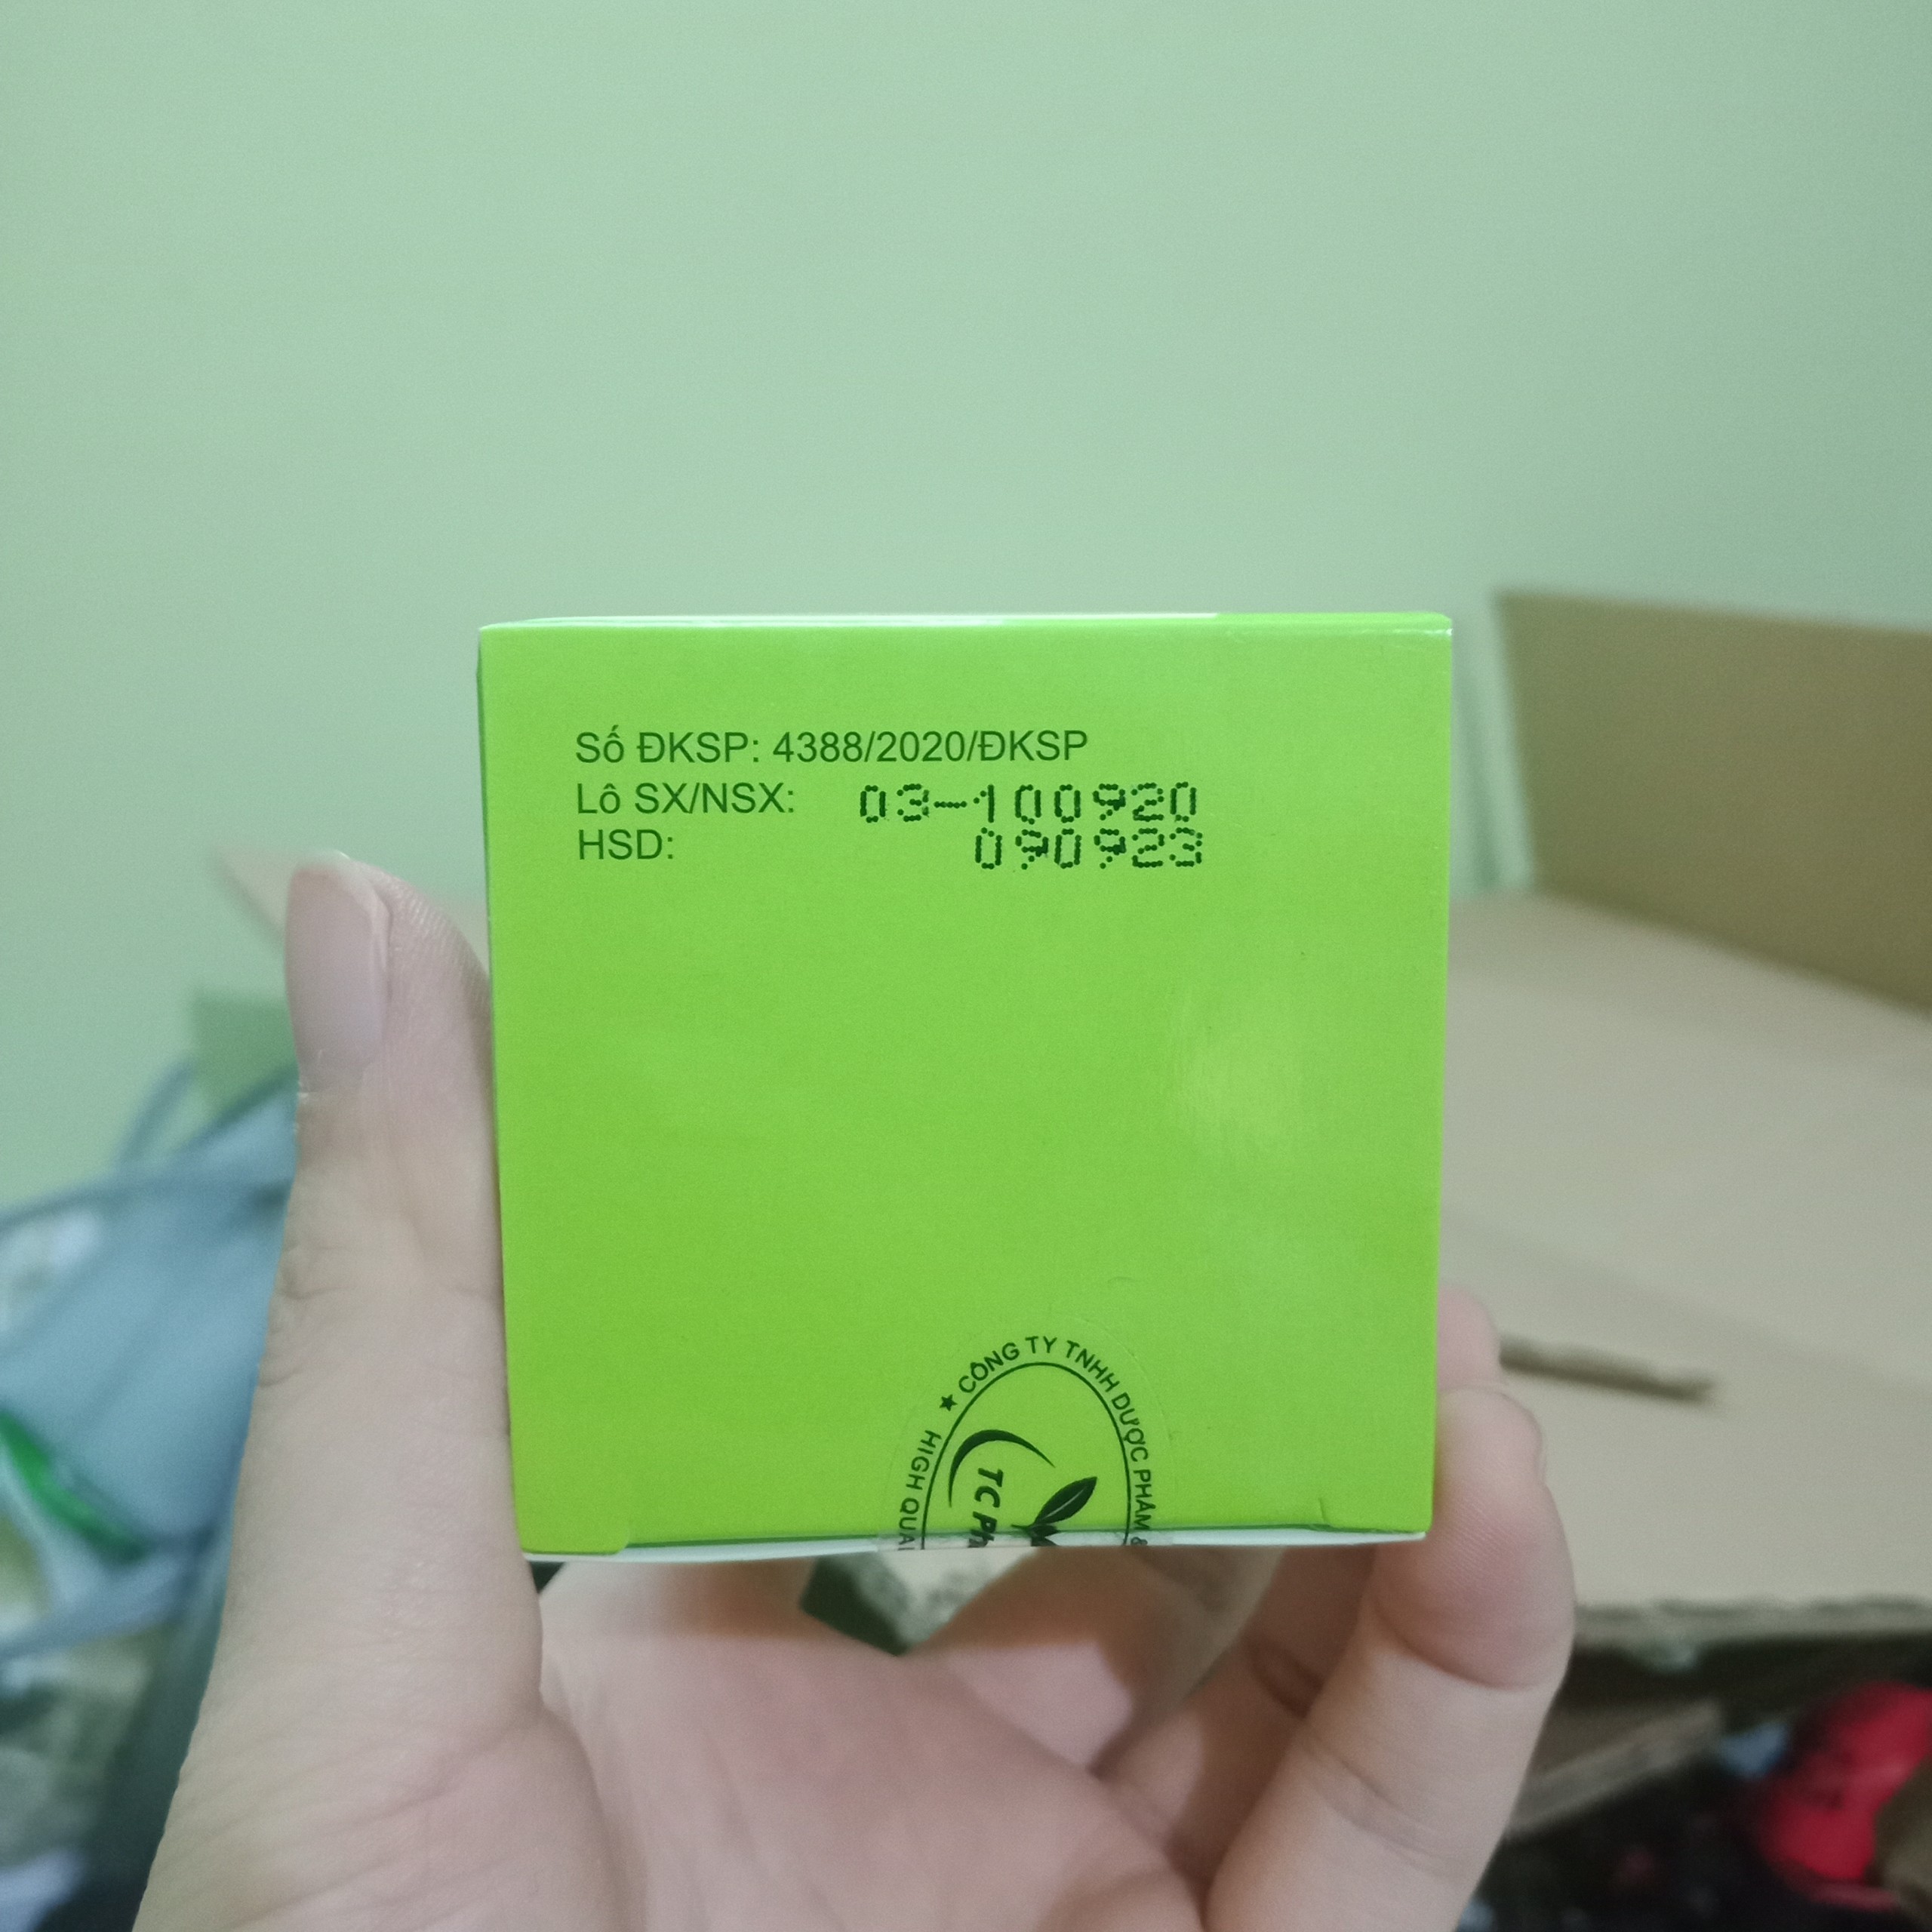 Số ĐKSP: 4388/2020/ĐKSP
Lô SX/NSX: 03-100920
HSD: 090923
★ CÔNG TY TNHH DƯỢC PHẨM &
HIGH
TC